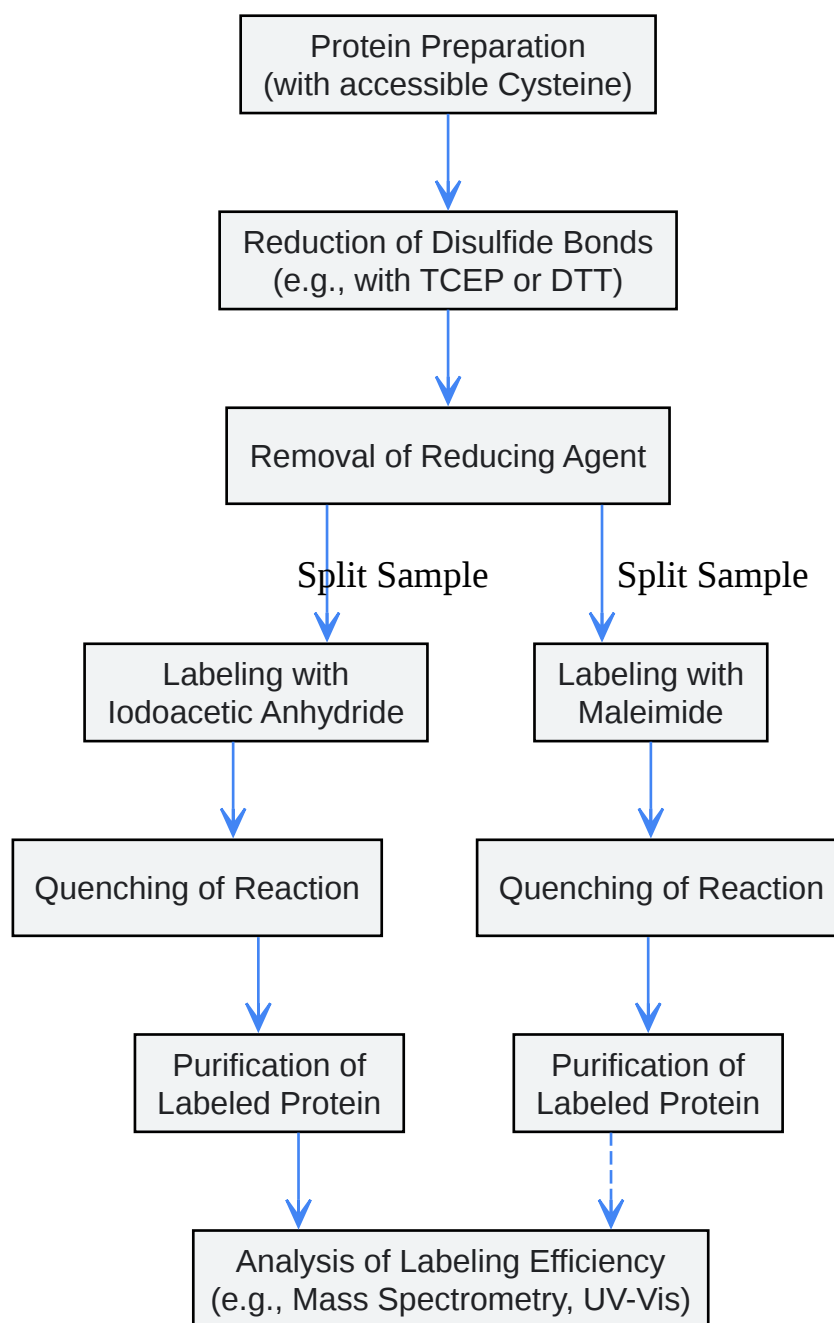 Protein Preparation
(with accessible Cysteine)
Reduction of Disulfide Bonds
(e.g., with TCEP or DTT)
Removal of Reducing Agent
Split Sample
Split Sample
Labeling with
Iodoacetic Anhydride
Labeling with
Maleimide
Quenching of Reaction
Quenching of Reaction
Purification of
Labeled Protein
Purification of
Labeled Protein
Analysis of Labeling Efficiency
(e.g., Mass Spectrometry, UV-Vis)